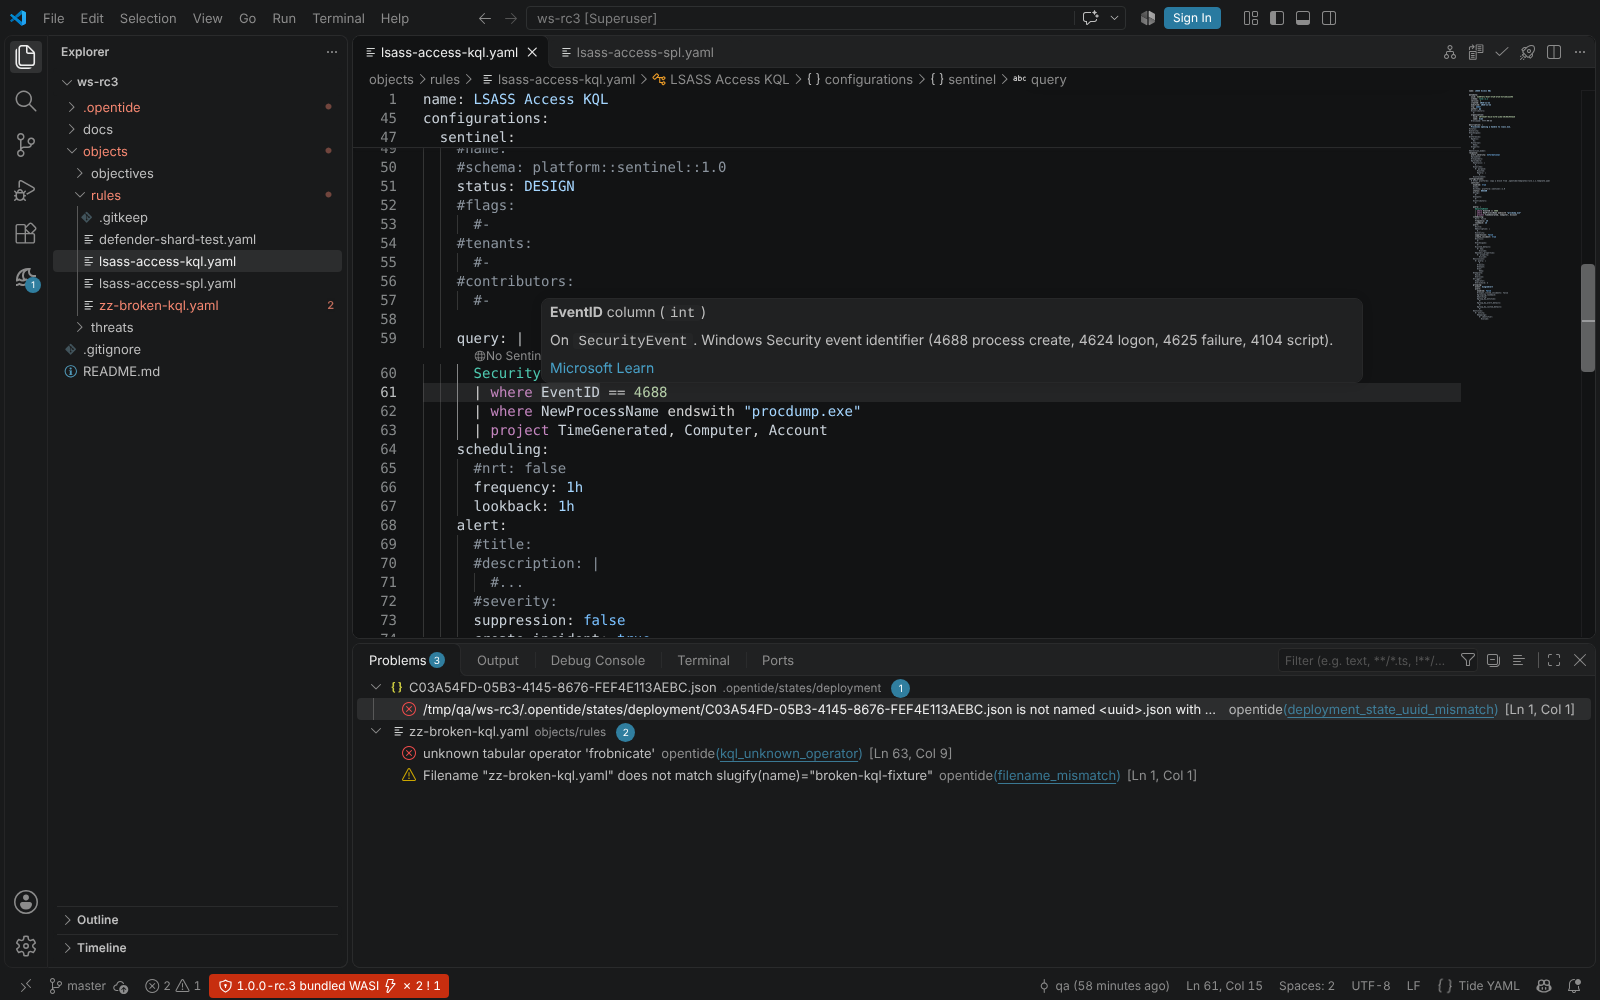 File Edit Selection View Go Run Terminal Help
ws-rc3 [Superuser]
Sign In
Explorer
ws-rc3
.opentide
docs
objects
objectives
rules
.gitkeep
defender-shard-test.yaml
lsass-access-kql.yaml
lsass-access-spl.yaml
zz-broken-kql.yaml 2
threats
.gitignore
README.md
1
Outline
Timeline
lsass-access-kql.yaml
lsass-access-spl.yaml
objects > rules > lsass-access-kql.yaml > LSASS Access KQL > { } configurations > { } sentinel > abc query
1 name: LSASS Access KQL
45 configurations:
47 sentinel:
49 #name:
50 #schema: platform::sentinel::1.0
51 status: DESIGN
52 #flags:
53 #-
54 #tenants:
55 #-
56 #contributors:
57 #-
58
59 query: |
No Sentin
60 Security
61 | where EventID == 4688
62 | where NewProcessName endswith "procdump.exe"
63 | project TimeGenerated, Computer, Account
64 scheduling:
65 #nrt: false
66 frequency: 1h
67 lookback: 1h
68 alert:
69 #title:
70 #description: |
71 #...
72 #severity:
73 suppression: false
74 create_incident: true
EventID column ( int )
On SecurityEvent . Windows Security event identifier (4688 process create, 4624 logon, 4625 failure, 4104 script).
Microsoft Learn
Problems 3 Output Debug Console Terminal Ports
Filter (e.g. text, **/*.ts, !**/...
{} C03A54FD-05B3-4145-8676-FEF4E113AEBC.json .opentide/states/deployment 1
/tmp/qa/ws-rc3/.opentide/states/deployment/C03A54FD-05B3-4145-8676-FEF4E113AEBC.json is not named <uuid>.json with ... opentide(deployment_state_uuid_mismatch) [Ln 1, Col 1]
zz-broken-kql.yaml objects/rules 2
unknown tabular operator 'frobnicate' opentide(kql_unknown_operator) [Ln 63, Col 9]
Filename "zz-broken-kql.yaml" does not match slugify(name)="broken-kql-fixture" opentide(filename_mismatch) [Ln 1, Col 1]
master 2 1 1.0.0-rc.3 bundled WASI × 2 ! 1 qa (58 minutes ago) Ln 61, Col 15 Spaces: 2 UTF-8 LF { } Tide YAML